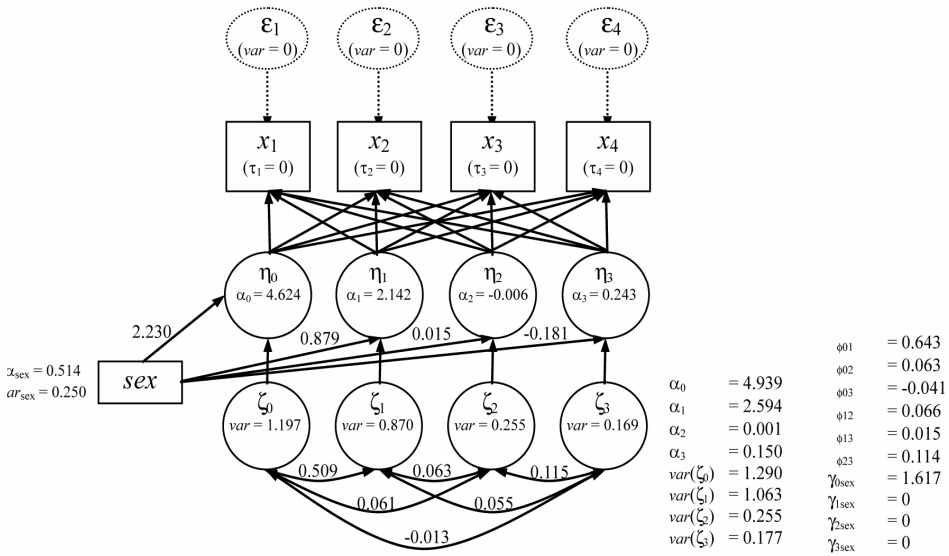 ε1 ε2 ε3 ε4
(var = 0) (var = 0) (var = 0) (var = 0)
x1 x2 x3 x4
(τ1 = 0) (τ2 = 0) (τ3 = 0) (τ4 = 0)
η0 η1 η2 η3
α0 = 4.624 α1 = 2.142 α2 = -0.006 α3 = 0.243
2.230 0.879 0.015 -0.181
αsex = 0.514
arsex = 0.250
sex
ζ0 ζ1 ζ2 ζ3
var = 1.197 var = 0.870 var = 0.255 var = 0.169
0.509 0.063 0.115
0.061 0.055
-0.013
α0 = 4.939
α1 = 2.594
α2 = 0.001
α3 = 0.150
var(ζ0) = 1.290
var(ζ1) = 1.063
var(ζ2) = 0.255
var(ζ3) = 0.177
ϕ01 = 0.643
ϕ02 = 0.063
ϕ03 = -0.041
ϕ12 = 0.066
ϕ13 = 0.015
ϕ23 = 0.114
γ0sex = 1.617
γ1sex = 0
γ2sex = 0
γ3sex = 0